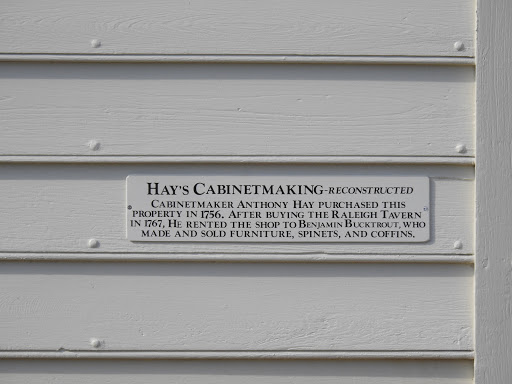 HAY'S CABINETMAKING-RECONSTRUCTED
CABINETMAKER ANTHONY HAY PURCHASED THIS
PROPERTY IN 1756. AFTER BUYING THE RALEIGH TAVERN
IN 1767, HE RENTED THE SHOP TO BENJAMIN BUCKTROUT, WHO
MADE AND SOLD FURNITURE, SPINETS, AND COFFINS.